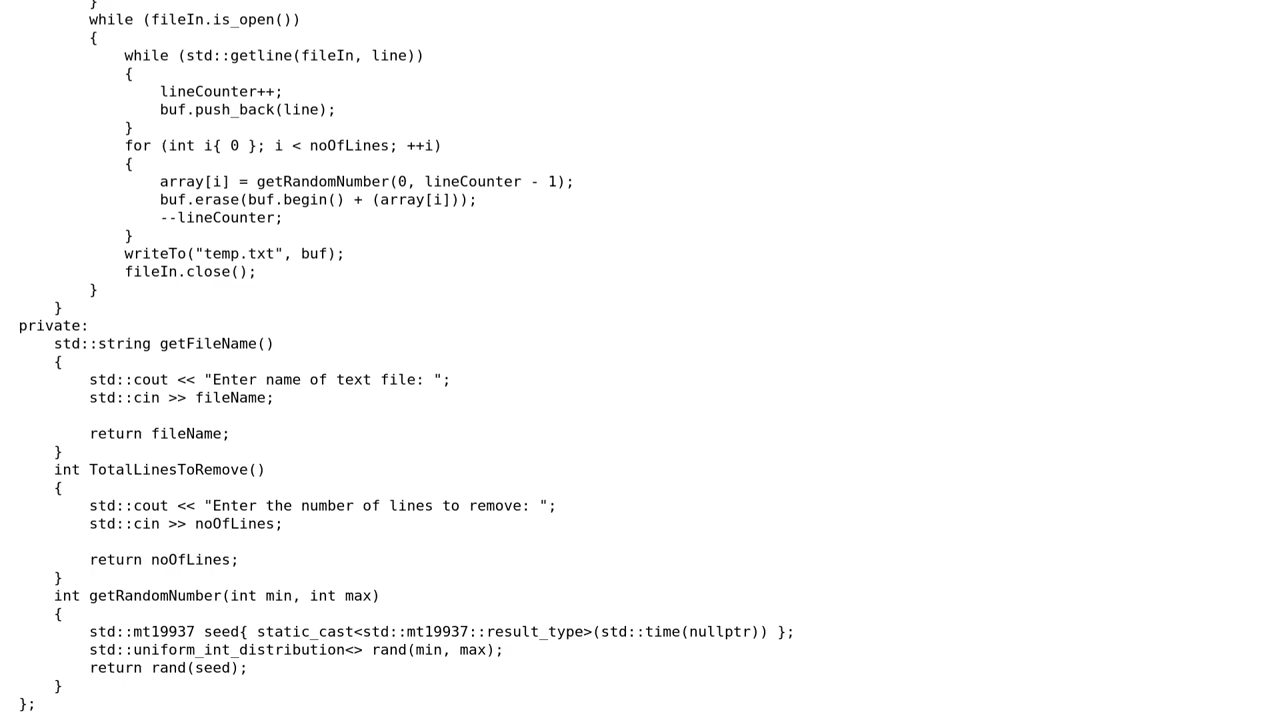 }
        while (fileIn.is_open())
        {
            while (std::getline(fileIn, line))
            {
                lineCounter++;
                buf.push_back(line);
            }
            for (int i{ 0 }; i < noOfLines; ++i)
            {
                array[i] = getRandomNumber(0, lineCounter - 1);
                buf.erase(buf.begin() + (array[i]));
                --lineCounter;
            }
            writeTo("temp.txt", buf);
            fileIn.close();
        }
    }
private:
    std::string getFileName()
    {
        std::cout << "Enter name of text file: ";
        std::cin >> fileName;

        return fileName;
    }
    int TotalLinesToRemove()
    {
        std::cout << "Enter the number of lines to remove: ";
        std::cin >> noOfLines;

        return noOfLines;
    }
    int getRandomNumber(int min, int max)
    {
        std::mt19937 seed{ static_cast<std::mt19937::result_type>(std::time(nullptr)) };
        std::uniform_int_distribution<> rand(min, max);
        return rand(seed);
    }
};